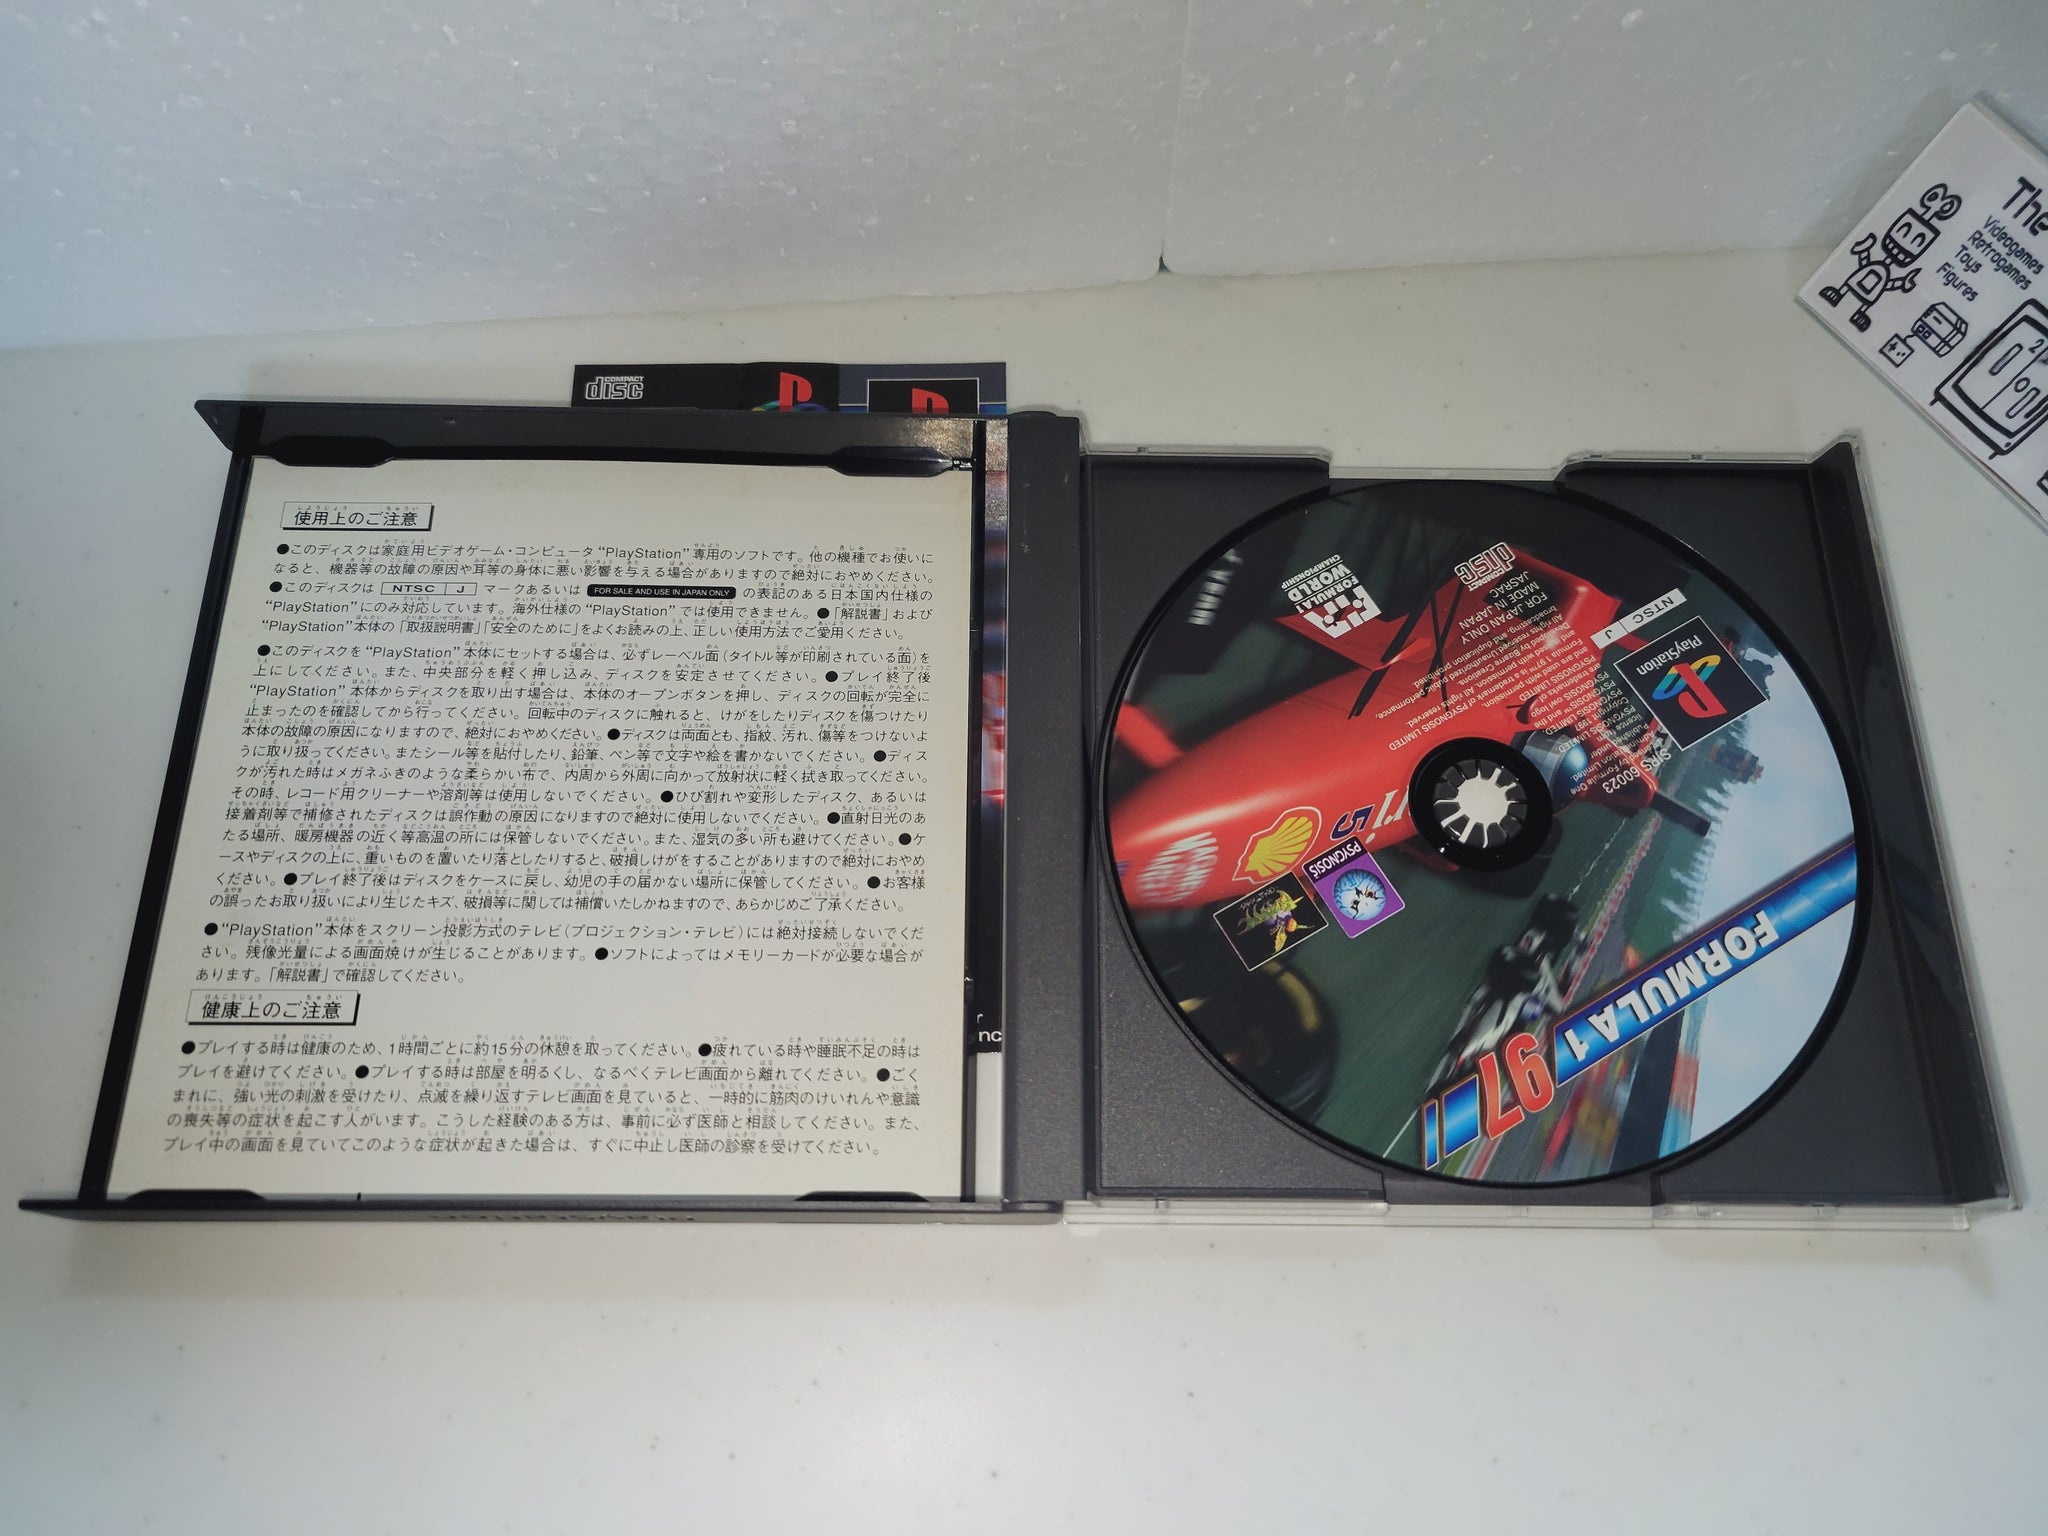 COMPACT
disc
使用上のご注意
●このディスクは家庭用ビデオゲーム・コンピュータ“PlayStation”専用のソフトです。他の機種でお使いに
なると、機器等の故障の原因や耳等の身体に悪い影響を与える場合がありますので絶対におやめください。
●このディスクは NTSC J マークあるいは FOR SALE AND USE IN JAPAN ONLY の表記のある日本国内仕様の
“PlayStation”にのみ対応しています。海外仕様の“PlayStation”では使用できません。●「解説書」および
“PlayStation”本体の「取扱説明書」「安全のために」をよくお読みの上、正しい使用方法でご愛用ください。
●このディスクを“PlayStation”本体にセットする場合は、必ずレーベル面（タイトル等が印刷されている面）を
上にしてください。また、中央部分を軽く押し込み、ディスクを安定させてください。●プレイ終了後
“PlayStation”本体からディスクを取り出す場合は、本体のオープンボタンを押し、ディスクの回転が完全に
止まったのを確認してから行ってください。回転中のディスクに触れると、けがをしたりディスクを傷つけたり
本体の故障の原因になりますので、絶対におやめください。●ディスクは両面とも、指紋、汚れ、傷等をつけないよ
うに取り扱ってください。またシール等を貼付したり、鉛筆、ペン等で文字や絵を書かないでください。●ディス
クが汚れた時はメガネふきのような柔らかい布で、内周から外周に向かって放射状に軽く拭き取ってください。
その時、レコード用クリーナーや溶剤等は使用しないでください。●ひび割れや変形したディスク、あるいは
接着剤等で補修されたディスクは誤作動の原因になりますので絶対に使用しないでください。●直射日光のあ
たる場所、暖房機器の近く等高温の所には保管しないでください。また、湿気の多い所も避けてください。●ケ
ースやディスクの上に、重いものを置いたり落としたりすると、破損しけがをすることがありますので絶対におやめ
ください。●プレイ終了後はディスクをケースに戻し、幼児の手の届かない場所に保管してください。●お客様
の誤ったお取り扱いにより生じたキズ、破損等に関しては補償いたしかねますので、あらかじめご了承ください。
●“PlayStation”本体をスクリーン投影方式のテレビ（プロジェクション・テレビ）には絶対接続しないでくだ
さい。残像光量による画面焼けが生じることがあります。●ソフトによってはメモリーカードが必要な場合が
あります。「解説書」で確認してください。
健康上のご注意
●プレイする時は健康のため、1時間ごとに約15分の休憩を取ってください。●疲れている時や睡眠不足の時は
プレイを避けてください。●プレイする時は部屋を明るくし、なるべくテレビ画面から離れてください。●ごく
まれに、強い光の刺激を受けたり、点滅を繰り返すテレビ画面を見ていると、一時的に筋肉のけいれんや意識
の喪失等の症状を起こす人がいます。こうした経験のある方は、事前に必ず医師と相談してください。また、
プレイ中の画面を見ていてこのような症状が起きた場合は、すぐに中止し医師の診察を受けてください。
FORMULA 1
97
PlayStation
NTSC J
SIPS 60023
COMPACT
disc
FOR JAPAN ONLY
MADE IN JAPAN
JASRAC
FORMULA 1
WORLD
CHAMPIONSHIP
PSYGNOSIS
5
The
Videogames
Retrogames
Toys
Figures